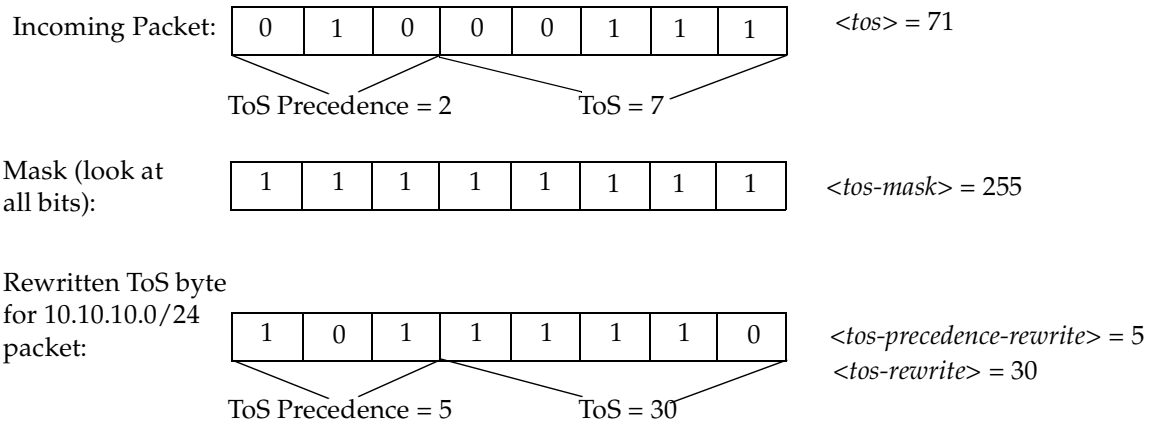 Incoming Packet: 0 1 0 0 0 1 1 1 <tos> = 71
ToS Precedence = 2 ToS = 7
Mask (look at
all bits): 1 1 1 1 1 1 1 1 <tos-mask> = 255
Rewritten ToS byte
for 10.10.10.0/24
packet: 1 0 1 1 1 1 1 0 <tos-precedence-rewrite> = 5
<tos-rewrite> = 30
ToS Precedence = 5 ToS = 30